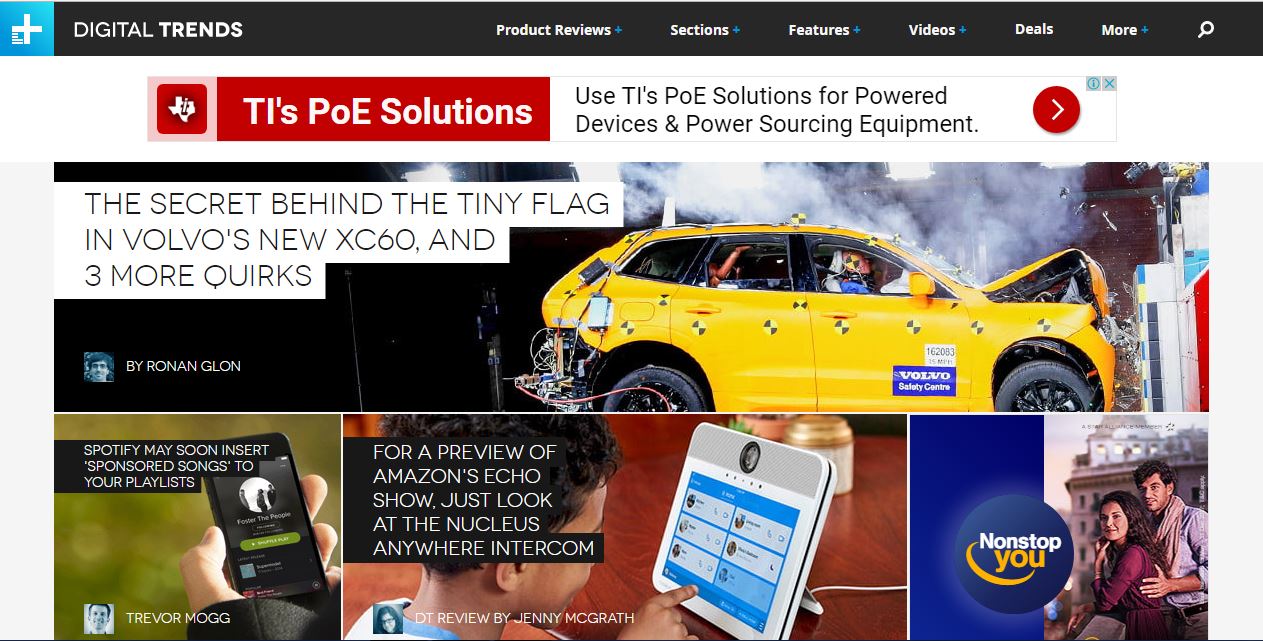 DIGITAL TRENDS
Product Reviews +
Sections +
Features +
Videos +
Deals
More +
TI's PoE Solutions
Use TI's PoE Solutions for Powered
Devices & Power Sourcing Equipment.
THE SECRET BEHIND THE TINY FLAG
IN VOLVO'S NEW XC60, AND
3 MORE QUIRKS
162083
VOLVO
Safety Centre
BY RONAN GLON
SPOTIFY MAY SOON INSERT
'SPONSORED SONGS' TO
YOUR PLAYLISTS
Foster The People
SHUFFLE PLAY
Supermodel
TREVOR MOGG
FOR A PREVIEW OF
AMAZON'S ECHO
SHOW, JUST LOOK
AT THE NUCLEUS
ANYWHERE INTERCOM
DT REVIEW BY JENNY MCGRATH
A STAR ALLIANCE MEMBER
Nonstop
you